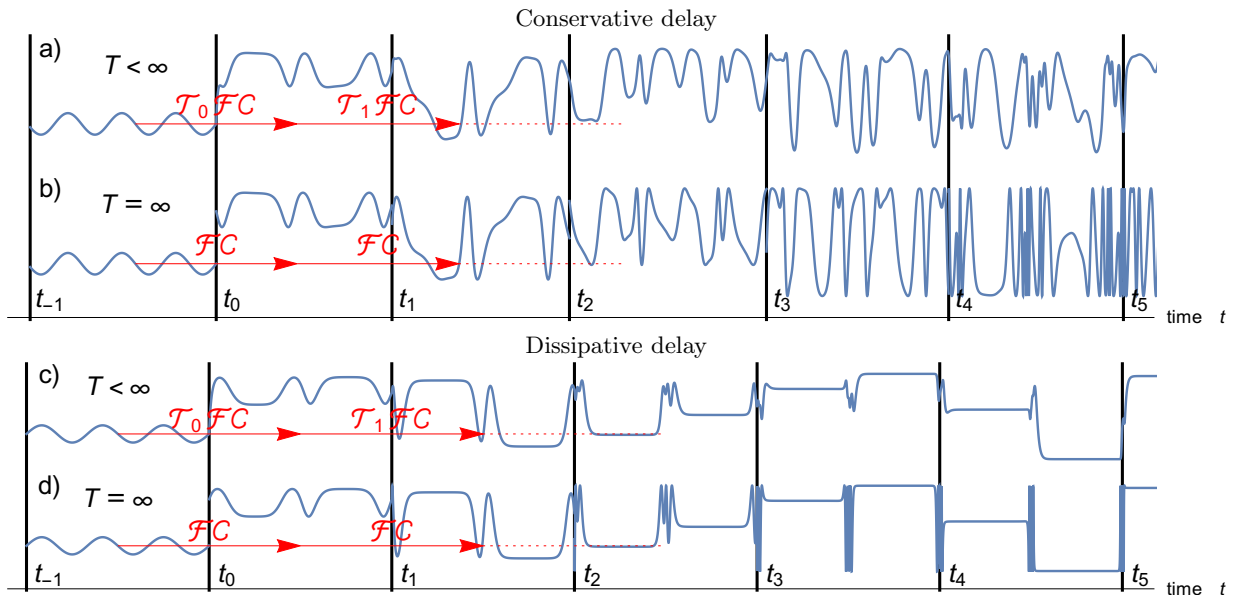 Conservative delay
a)
T < ∞
𝒯₀ℱ𝒞 𝒯₁ℱ𝒞
b)
T = ∞
ℱ𝒞 ℱ𝒞
t₋₁ t₀ t₁ t₂ t₃ t₄ t₅
time t
Dissipative delay
c)
T < ∞
𝒯₀ℱ𝒞 𝒯₁ℱ𝒞
d)
T = ∞
ℱ𝒞 ℱ𝒞
t₋₁ t₀ t₁ t₂ t₃ t₄ t₅
time t